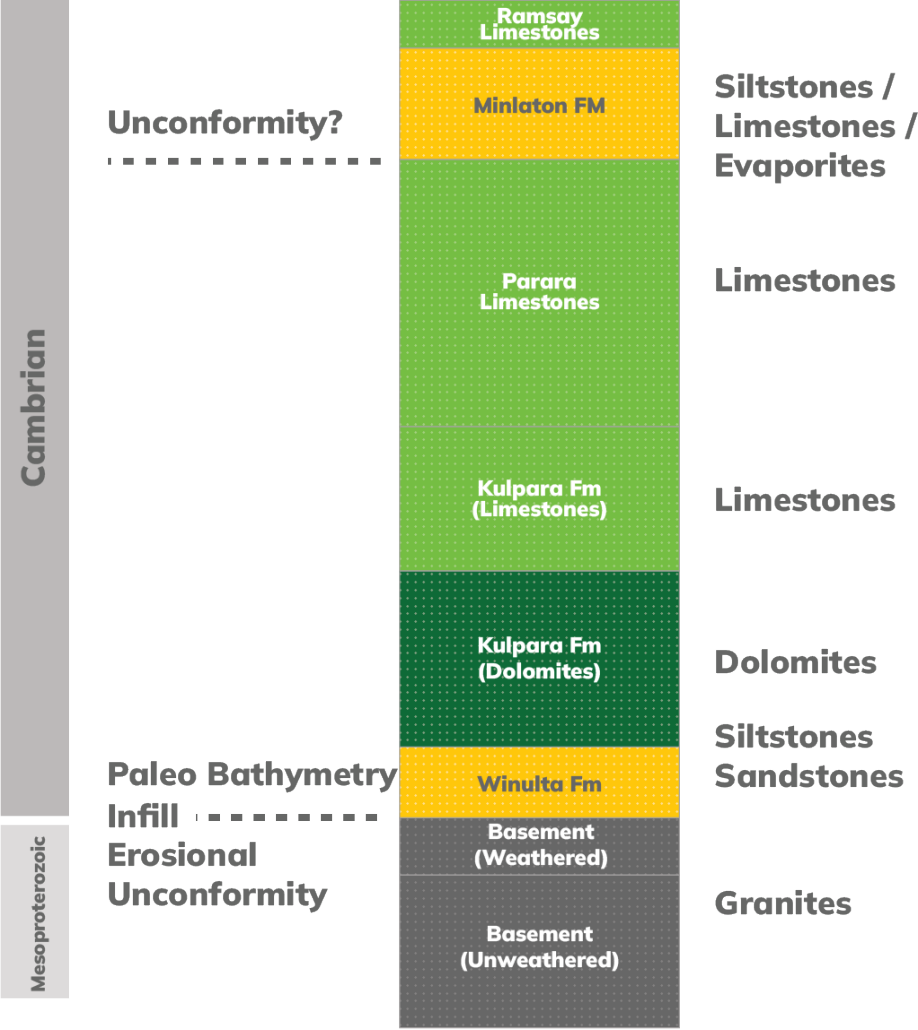 Ramsay
Limestones
Minlaton FM
Siltstones /
Limestones /
Evaporites
Unconformity?
Parara
Limestones
Limestones
Cambrian
Kulpara Fm
(Limestones)
Limestones
Kulpara Fm
(Dolomites)
Dolomites
Siltstones
Sandstones
Paleo Bathymetry
Infill
Winulta Fm
Erosional
Unconformity
Basement
(Weathered)
Mesoproterozoic
Granites
Basement
(Unweathered)